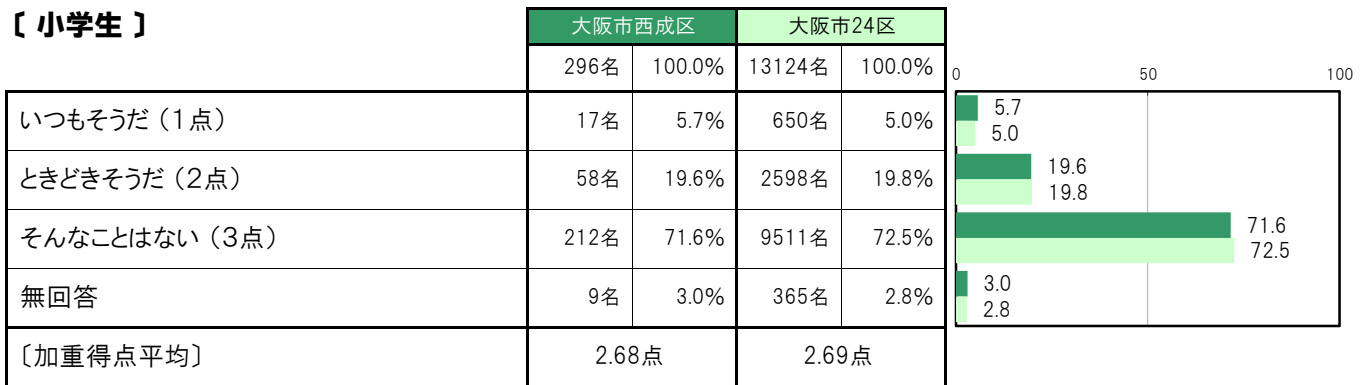 〔 小学生 〕
大阪市西成区 大阪市24区
296名 100.0% 13124名 100.0%
0 50 100
いつもそうだ（1点） 17名 5.7% 650名 5.0%
5.7
5.0
ときどきそうだ（2点） 58名 19.6% 2598名 19.8%
19.6
19.8
そんなことはない（3点） 212名 71.6% 9511名 72.5%
71.6
72.5
無回答 9名 3.0% 365名 2.8%
3.0
2.8
〔加重得点平均〕 2.68点 2.69点